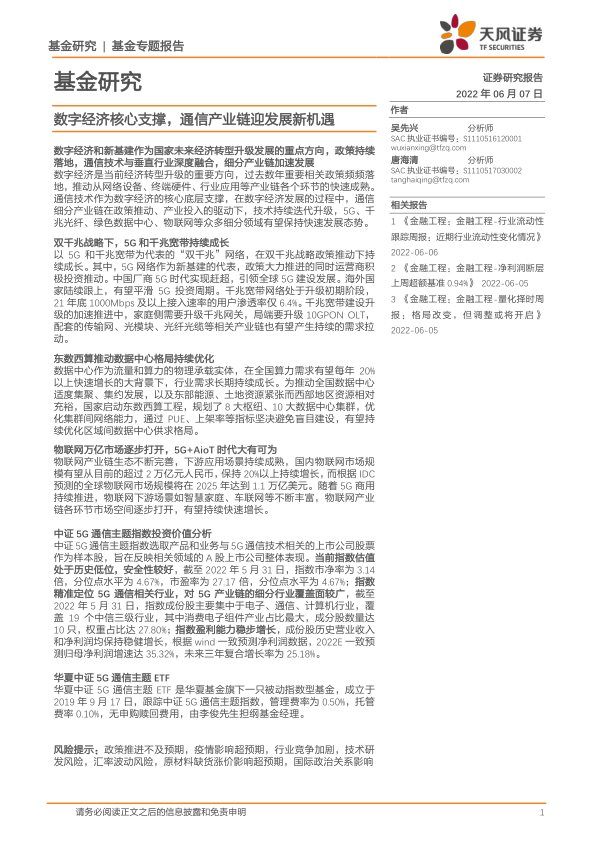 基金研究 | 基金专题报告
天风证券
TF SECURITIES
基金研究
证券研究报告
2022 年 06 月 07 日
数字经济核心支撑，通信产业链迎发展新机遇
作者
吴先兴 分析师
SAC 执业证书编号：S1110516120001
wuxianxing@tfzq.com
唐海清 分析师
SAC 执业证书编号：S1110517030002
tanghaiqing@tfzq.com
相关报告
1 《金融工程：金融工程-行业流动性
跟踪周报：近期行业流动性变化情况》
2022-06-06
2 《金融工程：金融工程-净利润断层
上周超额基准 0.94%》 2022-06-05
3 《金融工程：金融工程-量化择时周
报：格局改变，但调整或将开启》
2022-06-05
数字经济和新基建作为国家未来经济转型升级发展的重点方向，政策持续
落地，通信技术与垂直行业深度融合，细分产业链加速发展
数字经济是当前经济转型升级的重要方向，过去数年重要相关政策频频落
地，推动从网络设备、终端硬件、行业应用等产业链各个环节的快速成熟。
通信技术作为数字经济的核心底层支撑，在数字经济发展的过程中，通信
细分产业链在政策推动、产业投入的驱动下，技术持续迭代升级，5G、千
兆光纤、绿色数据中心、物联网等众多细分领域有望保持快速发展态势。
双千兆战略下，5G 和千兆宽带持续成长
以 5G 和千兆宽带为代表的“双千兆”网络，在双千兆战略政策推动下持
续成长。其中，5G 网络作为新基建的代表，政策大力推进的同时运营商积
极投资推动。中国厂商 5G 时代实现赶超，引领全球 5G 建设发展。海外国
家陆续跟上，有望平滑 5G 投资周期。千兆宽带网络处于升级初期阶段，
21 年底 1000Mbps 及以上接入速率的用户渗透率仅 6.4%。千兆宽带建设升
级的加速推进中，家庭侧需要升级千兆网关，局端要升级 10GPON OLT，
配套的传输网、光模块、光纤光缆等相关产业链也有望产生持续的需求拉
动。
东数西算推动数据中心格局持续优化
数据中心作为流量和算力的物理承载实体，在全国算力需求有望每年 20%
以上快速增长的大背景下，行业需求长期持续成长。为推动全国数据中心
适度集聚、集约发展，以及东部能源、土地资源紧张而西部地区资源相对
充裕，国家启动东数西算工程，规划了 8 大枢纽、10 大数据中心集群，优
化集群间网络能力，通过 PUE、上架率等指标坚决避免盲目建设，有望持
续优化区域间数据中心供求格局。
物联网万亿市场逐步打开，5G+AioT 时代大有可为
物联网产业链生态不断完善，下游应用场景持续成熟，国内物联网市场规
模有望从目前的超过 2 万亿元人民币，保持 20%以上持续增长，而根据 IDC
预测的全球物联网市场规模将在 2025 年达到 1.1 万亿美元。随着 5G 商用
持续推进，物联网下游场景如智慧家庭、车联网等不断丰富，物联网产业
链各环节市场空间逐步打开，有望持续快速增长。
中证 5G 通信主题指数投资价值分析
中证 5G 通信主题指数选取产品和业务与 5G 通信技术相关的上市公司股票
作为样本股，旨在反映相关领域的 A 股上市公司整体表现。当前指数估值
处于历史低位，安全性较好，截至 2022 年 5 月 31 日，指数市净率为 3.14
倍，分位点水平为 4.67%，市盈率为 27.17 倍，分位点水平为 4.67%；指数
精准定位 5G 通信相关行业，对 5G 产业链的细分行业覆盖面较广，截至
2022 年 5 月 31 日，指数成份股主要集中于电子、通信、计算机行业，覆
盖 19 个中信三级行业，其中消费电子组件产业占比最大，成分股数量达
10 只，权重占比达 27.80%；指数盈利能力稳步增长，成份股历史营业收入
和净利润均保持稳健增长，根据 wind 一致预测净利润数据，2022E 一致预
测归母净利润增速达 35.32%，未来三年复合增长率为 25.18%。
华夏中证 5G 通信主题 ETF
华夏中证 5G 通信主题 ETF 是华夏基金旗下一只被动指数型基金，成立于
2019 年 9 月 17 日，跟踪中证 5G 通信主题指数，管理费率为 0.50%，托管
费率 0.10%，无申购赎回费用，由李俊先生担纲基金经理。
风险提示：政策推进不及预期，疫情影响超预期，行业竞争加剧，技术研
发风险，汇率波动风险，原材料缺货涨价影响超预期，国际政治关系影响
请务必阅读正文之后的信息披露和免责申明 1